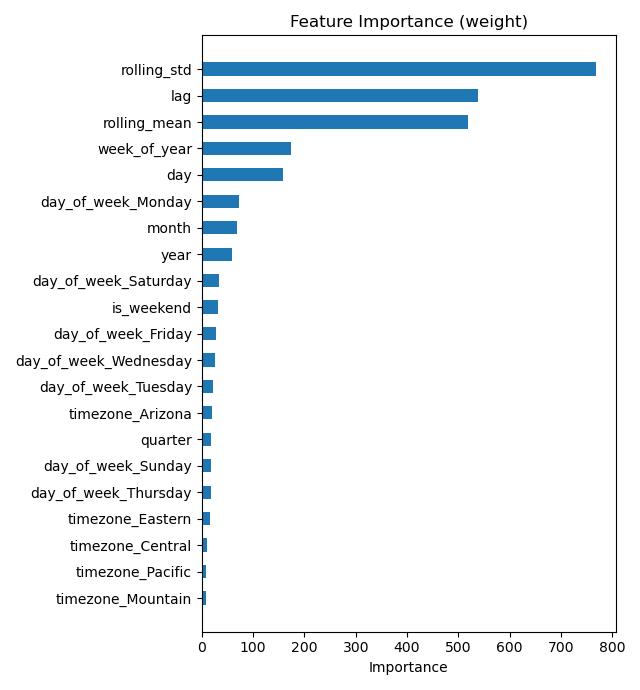 Feature Importance (weight)
rolling_std
lag
rolling_mean
week_of_year
day
day_of_week_Monday
month
year
day_of_week_Saturday
is_weekend
day_of_week_Friday
day_of_week_Wednesday
day_of_week_Tuesday
timezone_Arizona
quarter
day_of_week_Sunday
day_of_week_Thursday
timezone_Eastern
timezone_Central
timezone_Pacific
timezone_Mountain
0 100 200 300 400 500 600 700 800
Importance